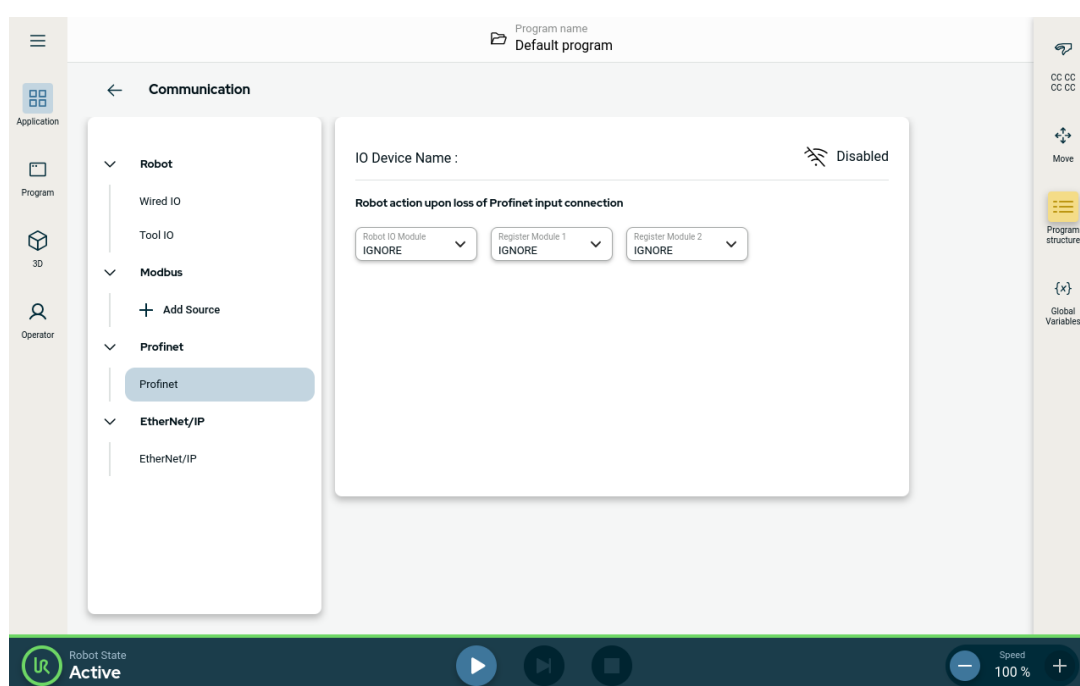 Program name
Default program
Application
Program
3D
Operator
Communication
Robot
Wired IO
Tool IO
Modbus
Add Source
Profinet
Profinet
EtherNet/IP
EtherNet/IP
IO Device Name :
Disabled
Robot action upon loss of Profinet input connection
Robot IO Module
IGNORE
Register Module 1
IGNORE
Register Module 2
IGNORE
CC CC
CC CC
Move
Program
structure
{x}
Global
Variables
UR
Robot State
Active
Speed
100 %